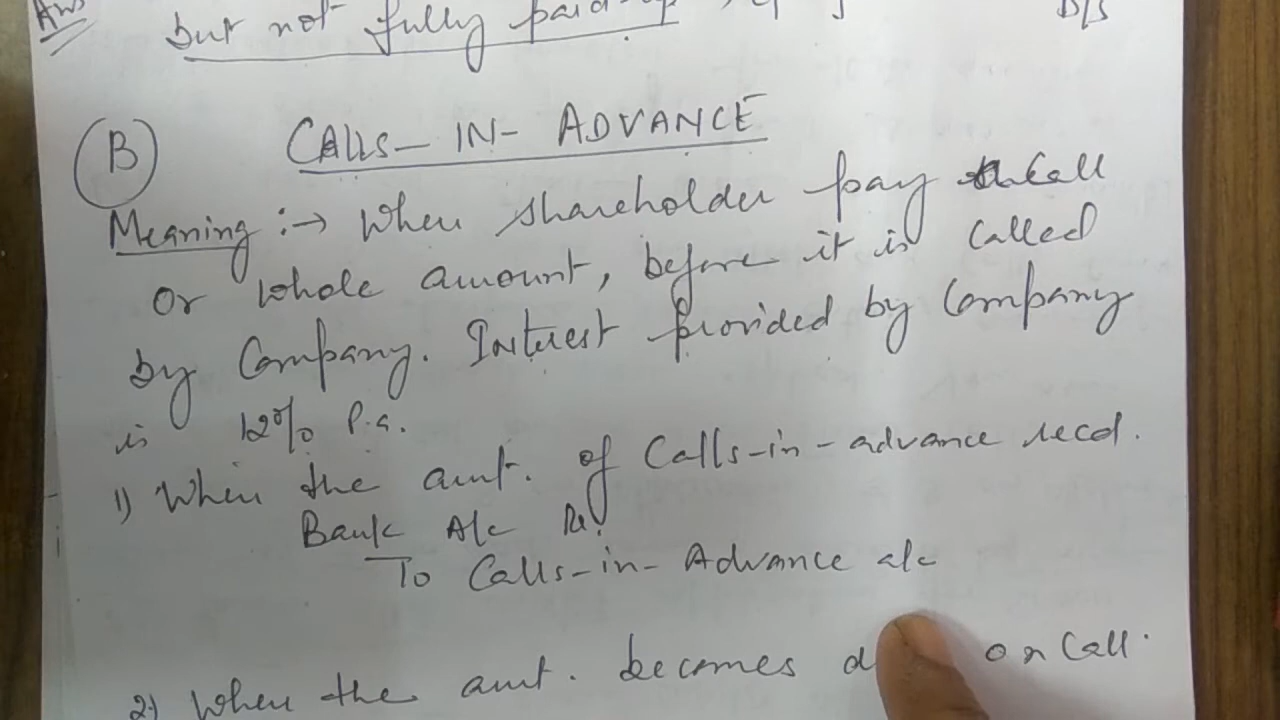 Ans
but not fully paid-up
D/S
(B) CALLS-IN-ADVANCE
Meaning :→ When shareholder pay call
or whole amount, before it is called
by Company. Interest provided by Company
is 12% P.a.
1) When the amt. of Calls-in-advance recd.
Bank A/c Dr.
To Calls-in-Advance a/c
2) When the amt. becomes on Call.